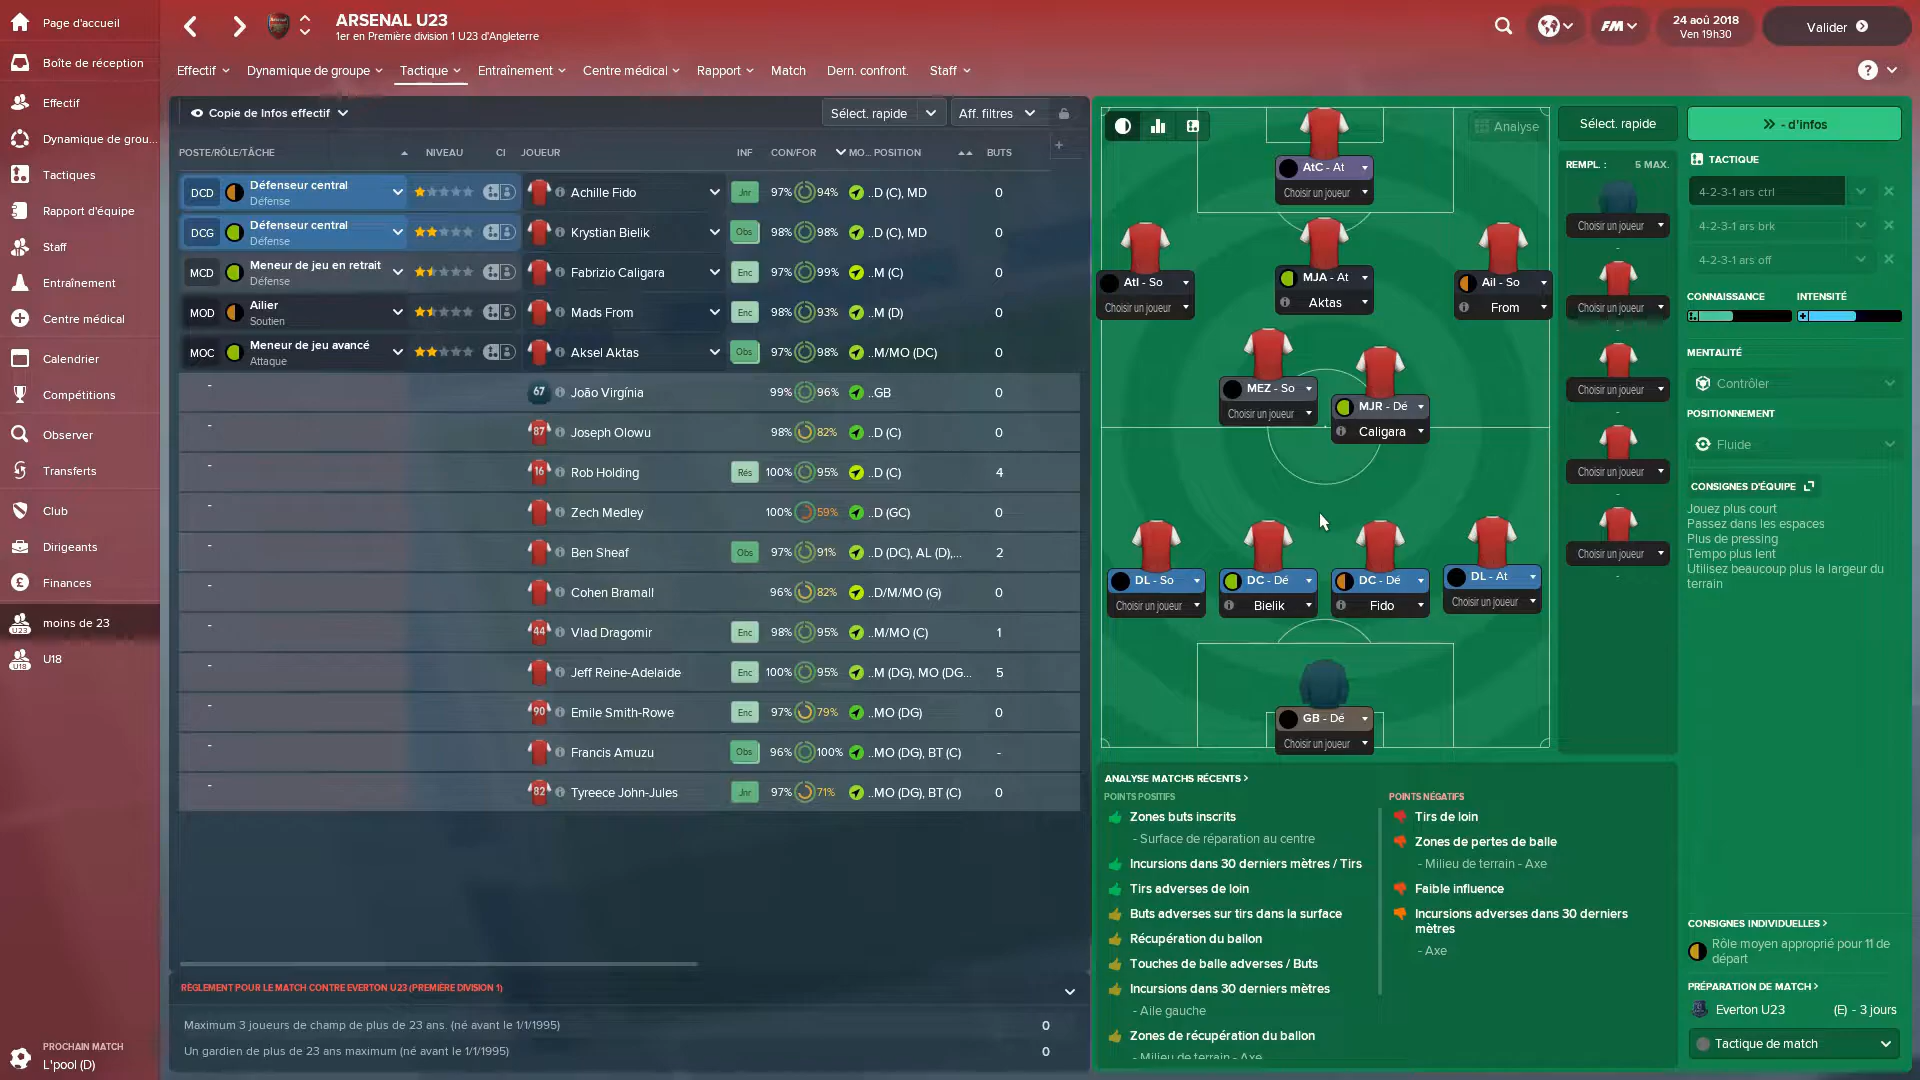 Page d'accueil
Boîte de réception
Effectif
Dynamique de grou...
Tactiques
Rapport d'équipe
Staff
Entraînement
Centre médical
Calendrier
Compétitions
Observer
Transferts
Club
Dirigeants
Finances
moins de 23
U18
PROCHAIN MATCH
L'pool (D)
ARSENAL U23
1er en Première division 1 U23 d'Angleterre
FM
24 aoû 2018
Ven 19h30
Valider
Effectif
Dynamique de groupe
Tactique
Entraînement
Centre médical
Rapport
Match
Dern. confront.
Staff
Copie de Infos effectif
Sélect. rapide
Aff. filtres
POSTE/RÔLE/TÂCHE NIVEAU CI JOUEUR INF CON/FOR MO... POSITION BUTS
DCD Défenseur central Achille Fido Jnr 97% 94% ..D (C), MD 0
Défense
DCG Défenseur central Krystian Bielik Obs 98% 98% ..D (C), MD 0
Défense
MCD Meneur de jeu en retrait Fabrizio Caligara Enc 97% 99% ..M (C) 0
Défense
MOD Ailier Mads From Enc 98% 93% ..M (D) 0
Soutien
MOC Meneur de jeu avancé Aksel Aktas Obs 97% 98% ..M/MO (DC) 0
Attaque
- 67 João Virgínia 99% 96% ..GB 0
- 87 Joseph Olowu 98% 82% ..D (C) 0
- 16 Rob Holding Rés 100% 95% ..D (C) 4
- Zech Medley 100% 59% ..D (GC) 0
- Ben Sheaf Obs 97% 91% ..D (DC), AL (D),... 2
- Cohen Bramall 96% 82% ..D/M/MO (G) 0
- 44 Vlad Dragomir Enc 98% 95% ..M/MO (C) 1
- Jeff Reine-Adelaide Enc 100% 95% ..M (DG), MO (DG... 5
- 90 Emile Smith-Rowe Enc 97% 79% ..MO (DG) 0
- Francis Amuzu Obs 96% 100% ..MO (DG), BT (C) -
- 82 Tyreece John-Jules Jnr 97% 71% ..MO (DG), BT (C) 0
RÈGLEMENT POUR LE MATCH CONTRE EVERTON U23 (PREMIÈRE DIVISION 1)
Maximum 3 joueurs de champ de plus de 23 ans. (né avant le 1/1/1995) 0
Un gardien de plus de 23 ans maximum (né avant le 1/1/1995) 0
Analyse
AtC - At
Choisir un joueur
AtI - So
Choisir un joueur
MJA - At
Aktas
Ail - So
From
MEZ - So
Choisir un joueur
MJR - Dé
Caligara
DL - So
Choisir un joueur
DC - Dé
Bielik
DC - Dé
Fido
DL - At
Choisir un joueur
GB - Dé
Choisir un joueur
Sélect. rapide
REMPL. : 5 MAX.
Choisir un joueur
-
Choisir un joueur
-
Choisir un joueur
-
Choisir un joueur
-
Choisir un joueur
-
ANALYSE MATCHS RÉCENTS >
POINTS POSITIFS
Zones buts inscrits
- Surface de réparation au centre
Incursions dans 30 derniers mètres / Tirs
Tirs adverses de loin
Buts adverses sur tirs dans la surface
Récupération du ballon
Touches de balle adverses / Buts
Incursions dans 30 derniers mètres
- Aile gauche
Zones de récupération du ballon
- Milieu de terrain - Axe
POINTS NÉGATIFS
Tirs de loin
Zones de pertes de balle
- Milieu de terrain - Axe
Faible influence
Incursions adverses dans 30 derniers
mètres
- Axe
- d'infos
TACTIQUE
4-2-3-1 ars ctrl
4-2-3-1 ars brk
4-2-3-1 ars off
CONNAISSANCE INTENSITÉ
MENTALITÉ
Contrôler
POSITIONNEMENT
Fluide
CONSIGNES D'ÉQUIPE
Jouez plus court
Passez dans les espaces
Plus de pressing
Tempo plus lent
Utilisez beaucoup plus la largeur du
terrain
CONSIGNES INDIVIDUELLES >
Rôle moyen approprié pour 11 de
départ
PRÉPARATION DE MATCH >
Everton U23 (E) - 3 jours
Tactique de match